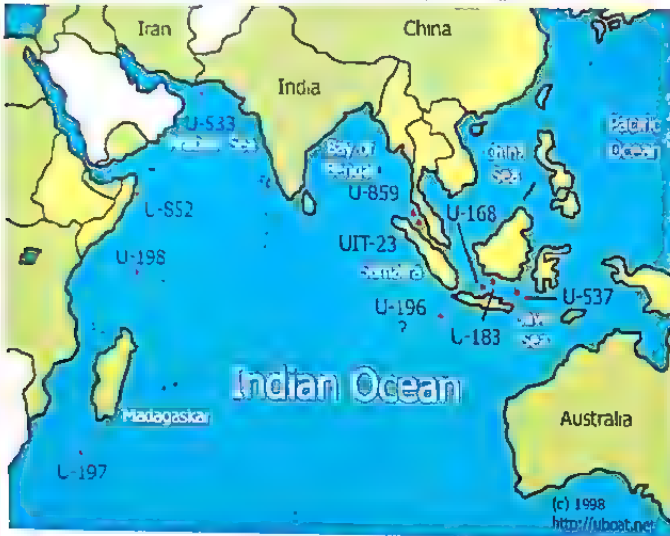 Iran
China
India
U-533
Arabian Sea
Bay of
Bengal
China
Sea
Pacific
Ocean
U-859
U-168
U-852
UIT-23
U-198
Sumatra
U-537
U-196
?
U-183
Sea
Indian Ocean
Madagaskar
Australia
U-197
(c) 1998
http://uboat.net